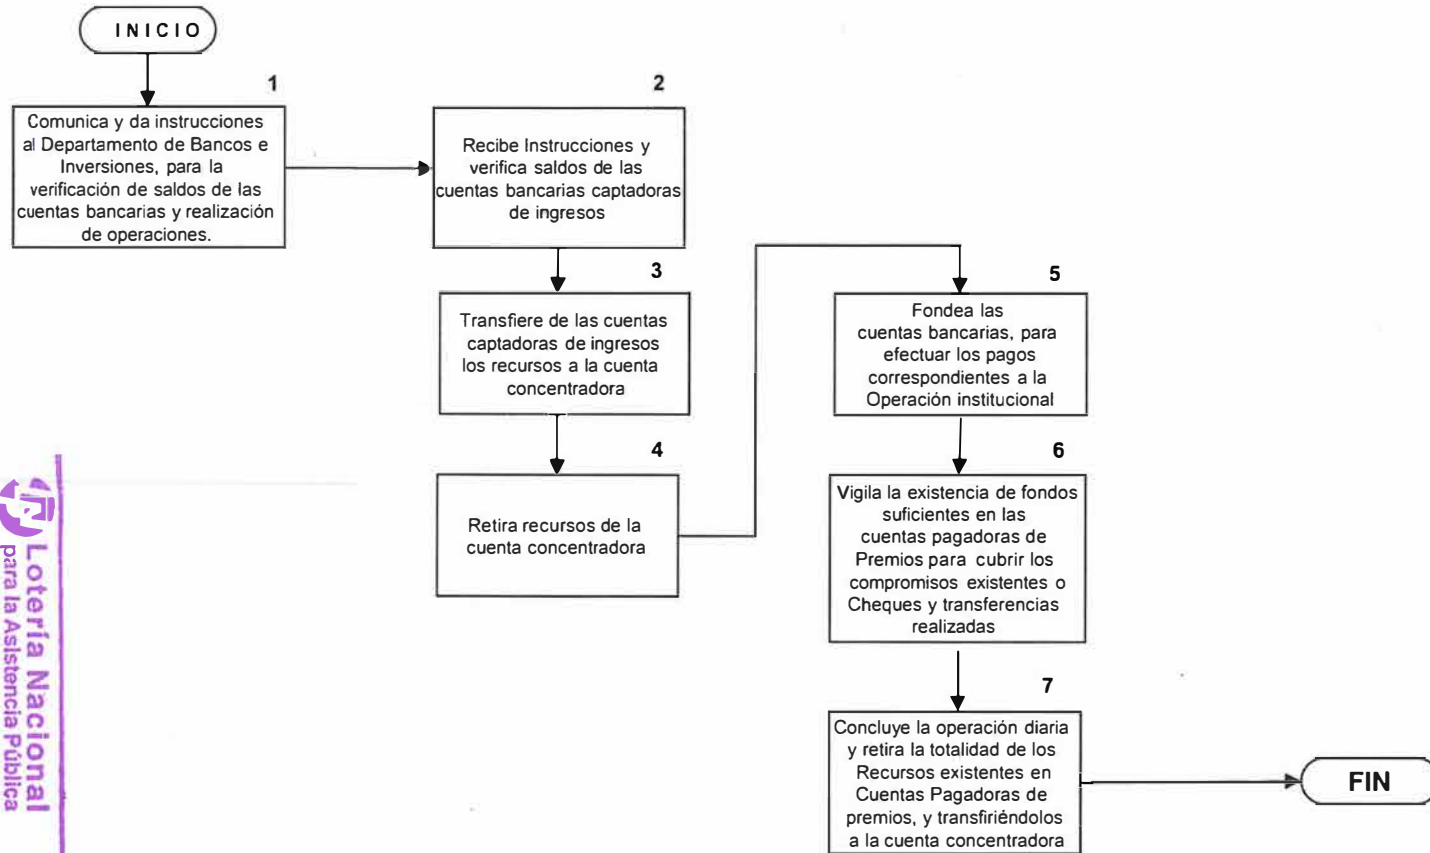 INICIO
1
Comunica y da instrucciones
al Departamento de Bancos e
Inversiones, para la
verificación de saldos de las
cuentas bancarias y realización
de operaciones.
2
Recibe Instrucciones y
verifica saldos de las
cuentas bancarias captadoras
de ingresos
3
Transfiere de las cuentas
captadoras de ingresos
los recursos a la cuenta
concentradora
4
Retira recursos de la
cuenta concentradora
5
Fondea las
cuentas bancarias, para
efectuar los pagos
correspondientes a la
Operación institucional
6
Vigila la existencia de fondos
suficientes en las
cuentas pagadoras de
Premios para cubrir los
compromisos existentes o
Cheques y transferencias
realizadas
7
Concluye la operación diaria
y retira la totalidad de los
Recursos existentes en
Cuentas Pagadoras de
premios, y transfiriéndolos
a la cuenta concentradora
FIN
Lotería Nacional
para la Asistencia Pública